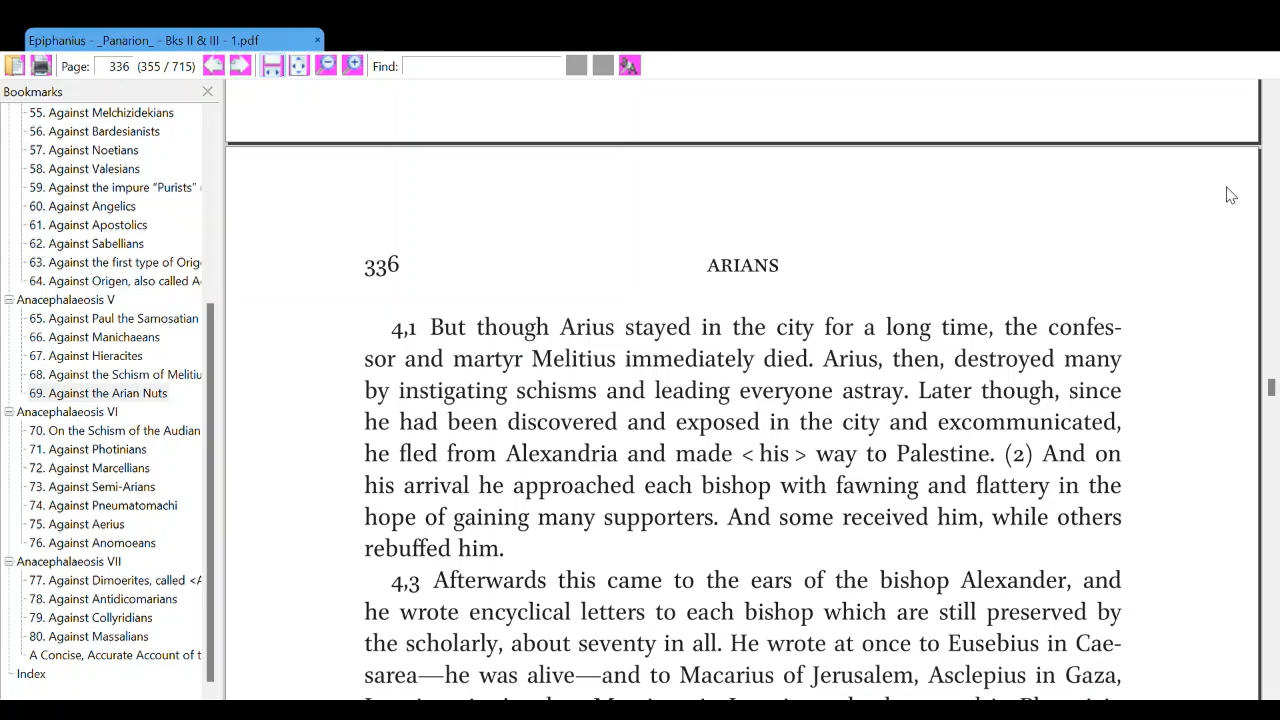 Epiphanius - _Panarion_ - Bks II & III - 1.pdf
Page: 336 (355 / 715) Find:
Bookmarks
55. Against Melchizedekians
56. Against Bardesianists
57. Against Noetians
58. Against Valesians
59. Against the impure “Purists” (
60. Against Angelics
61. Against Apostolics
62. Against Sabellians
63. Against the first type of Orig
64. Against Origen, also called A
Anacephalaeosis V
65. Against Paul the Samosatian
66. Against Manichaeans
67. Against Hieracites
68. Against the Schism of Melitiu
69. Against the Arian Nuts
Anacephalaeosis VI
70. On the Schism of the Audian
71. Against Photinians
72. Against Marcellians
73. Against Semi-Arians
74. Against Pneumatomachi
75. Against Aerius
76. Against Anomoeans
Anacephalaeosis VII
77. Against Dimoerites, called <A
78. Against Antidicomarians
79. Against Collyridians
80. Against Massalians
A Concise, Accurate Account of t
Index
336 ARIANS
4,1 But though Arius stayed in the city for a long time, the confes-
sor and martyr Melitius immediately died. Arius, then, destroyed many
by instigating schisms and leading everyone astray. Later though, since
he had been discovered and exposed in the city and excommunicated,
he fled from Alexandria and made < his > way to Palestine. (2) And on
his arrival he approached each bishop with fawning and flattery in the
hope of gaining many supporters. And some received him, while others
rebuffed him.
4,3 Afterwards this came to the ears of the bishop Alexander, and
he wrote encyclical letters to each bishop which are still preserved by
the scholarly, about seventy in all. He wrote at once to Eusebius in Cae-
sarea—he was alive—and to Macarius of Jerusalem, Asclepius in Gaza,